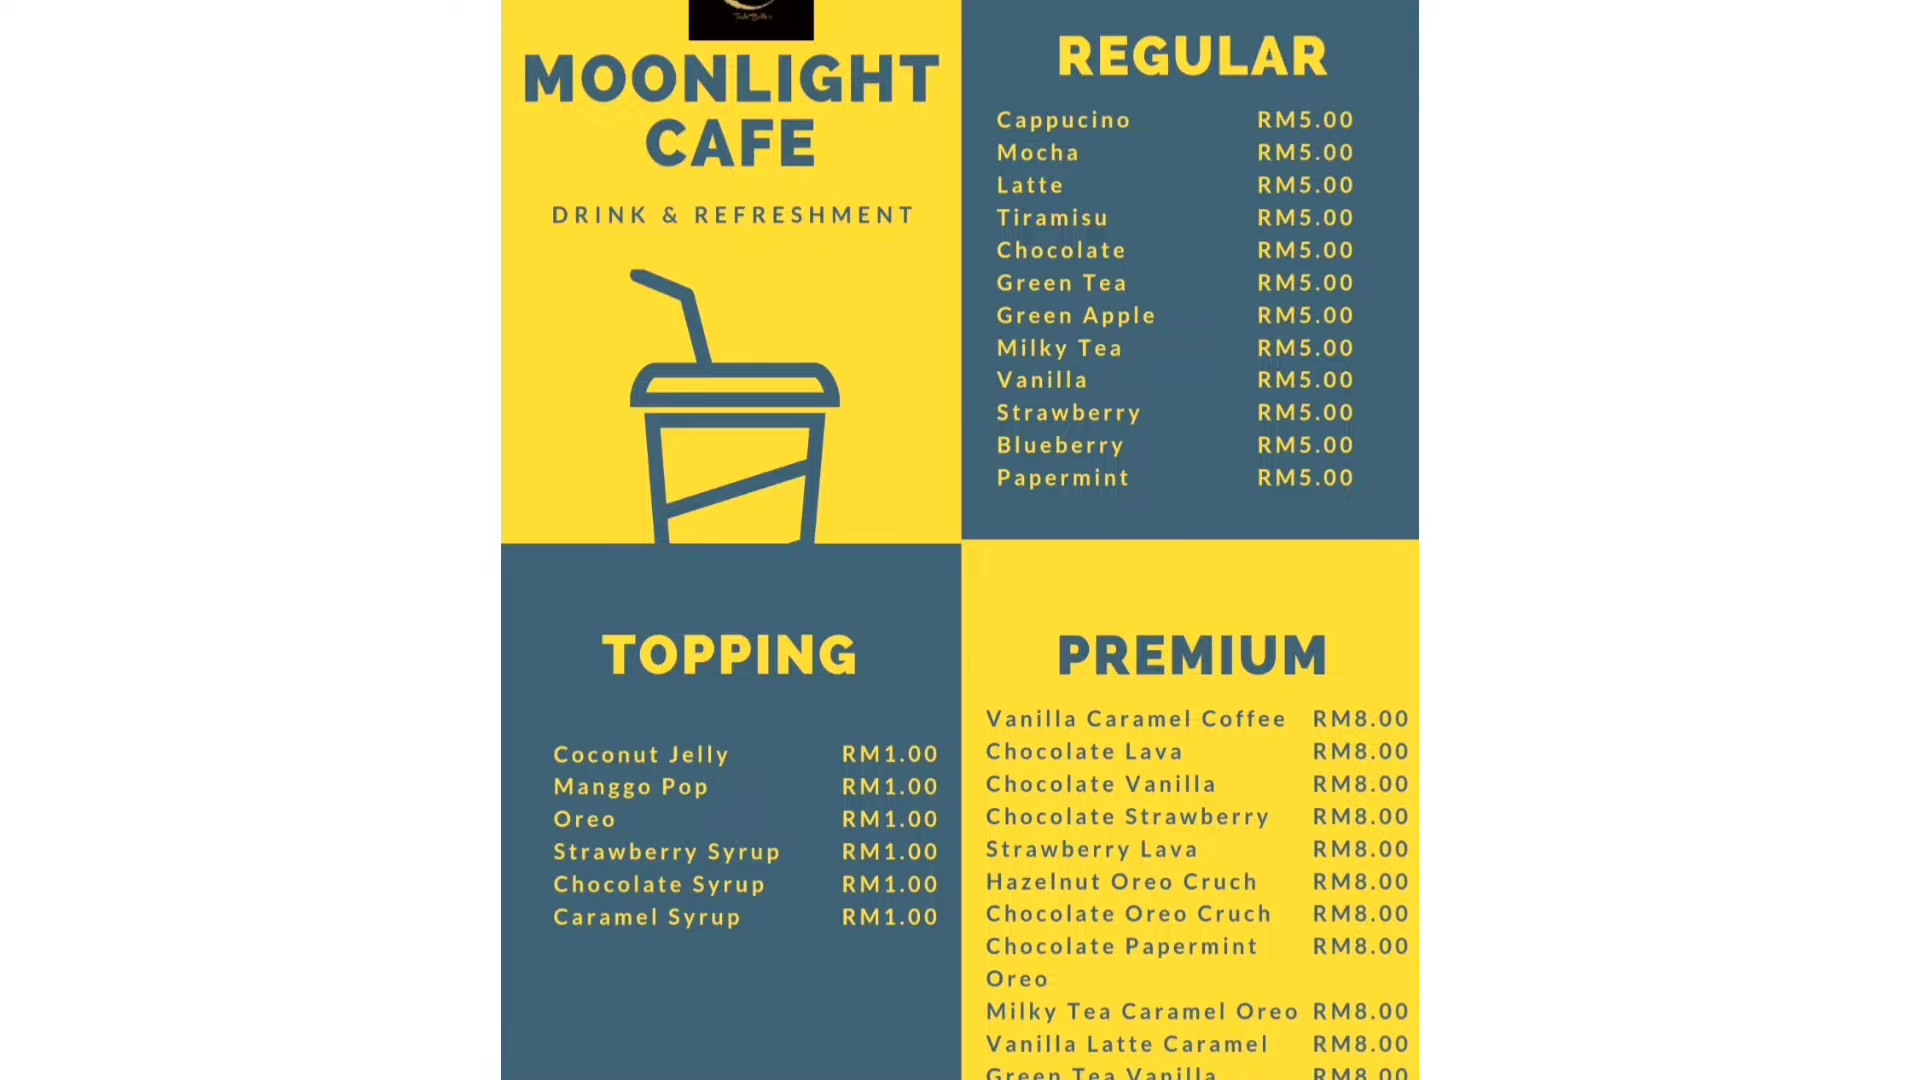 MOONLIGHT
CAFE
DRINK & REFRESHMENT
REGULAR
Cappucino RM5.00
Mocha RM5.00
Latte RM5.00
Tiramisu RM5.00
Chocolate RM5.00
Green Tea RM5.00
Green Apple RM5.00
Milky Tea RM5.00
Vanilla RM5.00
Strawberry RM5.00
Blueberry RM5.00
Papermint RM5.00
TOPPING
Coconut Jelly RM1.00
Manggo Pop RM1.00
Oreo RM1.00
Strawberry Syrup RM1.00
Chocolate Syrup RM1.00
Caramel Syrup RM1.00
PREMIUM
Vanilla Caramel Coffee RM8.00
Chocolate Lava RM8.00
Chocolate Vanilla RM8.00
Chocolate Strawberry RM8.00
Strawberry Lava RM8.00
Hazelnut Oreo Cruch RM8.00
Chocolate Oreo Cruch RM8.00
Chocolate Papermint RM8.00
Oreo
Milky Tea Caramel Oreo RM8.00
Vanilla Latte Caramel RM8.00
Green Tea Vanilla RM8.00